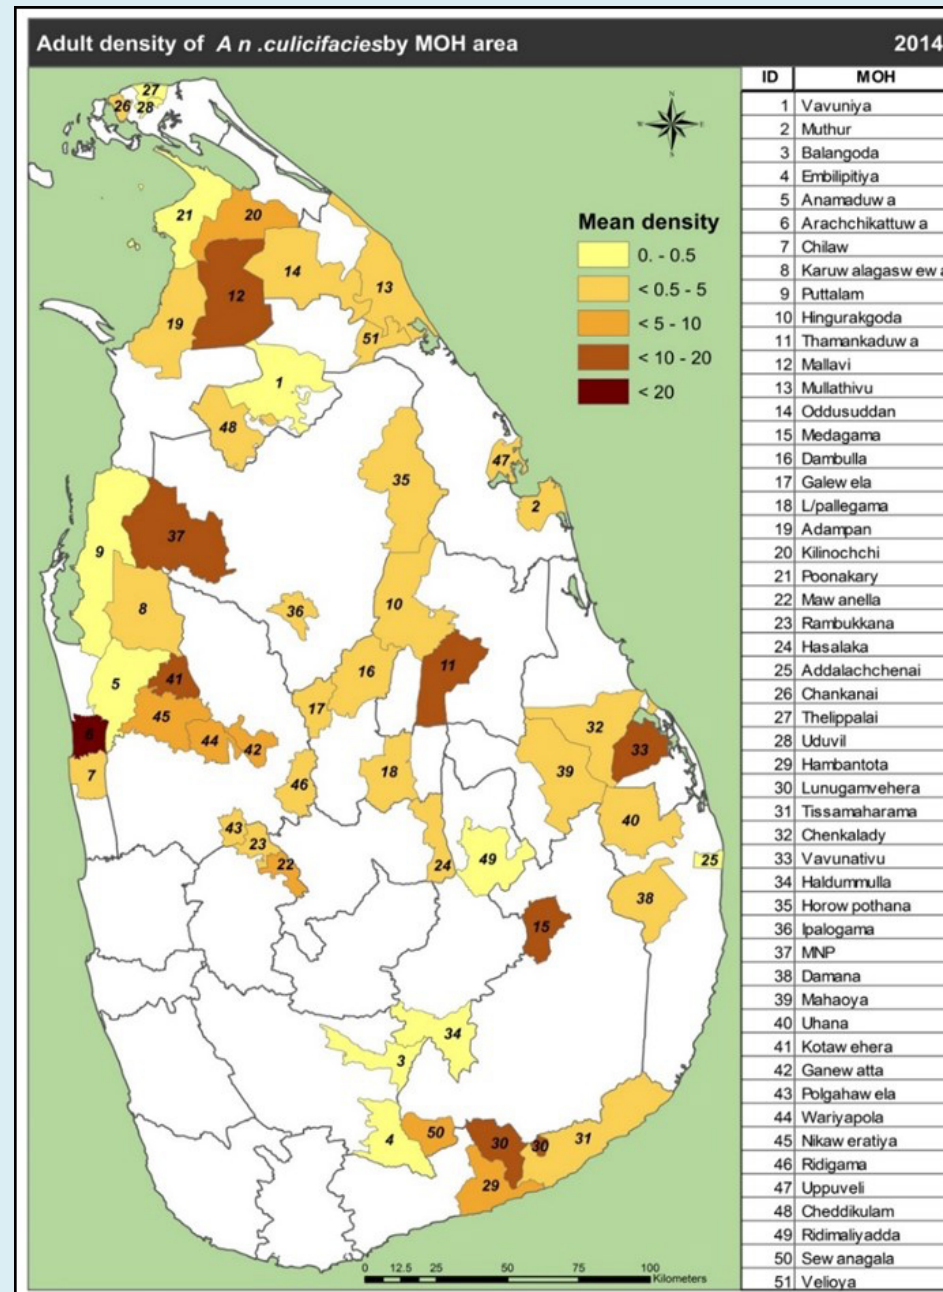 Adult density of An .culicifaciesby MOH area 2014
27
26 28
N
W E
S
21
20
12
14
13
19
51
1
48
35
47
2
9
37
8
36
10
5
41
11
16
17
45
6
44
42
7
46
18
32
33
39
43
23
22
40
24
49
25
38
15
34
3
4
50
30
30
31
29
Mean density
0. - 0.5
< 0.5 - 5
< 5 - 10
< 10 - 20
< 20
0 12.5 25 50 75 100
Kilometers
ID MOH
1 Vavuniya
2 Muthur
3 Balangoda
4 Embilipitiya
5 Anamaduw a
6 Arachchikattuw a
7 Chilaw
8 Karuw alagasw ewa
9 Puttalam
10 Hingurakgoda
11 Thamankaduw a
12 Mallavi
13 Mullathivu
14 Oddusuddan
15 Medagama
16 Dambulla
17 Galew ela
18 L/pallegama
19 Adampan
20 Kilinochchi
21 Poonakary
22 Maw anella
23 Rambukkana
24 Hasalaka
25 Addalachchenai
26 Chankanai
27 Thelippalai
28 Uduvil
29 Hambantota
30 Lunugamvehera
31 Tissamaharama
32 Chenkalady
33 Vavunativu
34 Haldummulla
35 Horow pothana
36 Ipalogama
37 MNP
38 Damana
39 Mahaoya
40 Uhana
41 Kotaw ehera
42 Ganew atta
43 Polgahaw ela
44 Wariyapola
45 Nikaw eratiya
46 Ridigama
47 Uppuveli
48 Cheddikulam
49 Ridimaliyadda
50 Sew anagala
51 Velioya